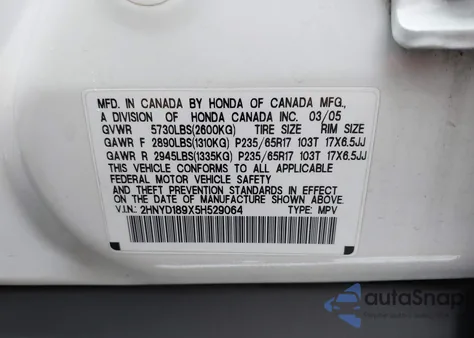 MFD. IN CANADA BY HONDA OF CANADA MFG.,
A DIVISION OF HONDA CANADA INC. 03/05
GVWR 5730LBS(2600KG) TIRE SIZE RIM SIZE
GAWR F 2890LBS(1310KG) P235/65R17 103T 17X6.5JJ
GAWR R 2945LBS(1335KG) P235/65R17 103T 17X6.5JJ
THIS VEHICLE CONFORMS TO ALL APPLICABLE
FEDERAL MOTOR VEHICLE SAFETY
AND THEFT PREVENTION STANDARDS IN EFFECT
ON THE DATE OF MANUFACTURE SHOWN ABOVE.
V.I.N.: 2HNYD189X5H529064 TYPE: MPV
autoSnap